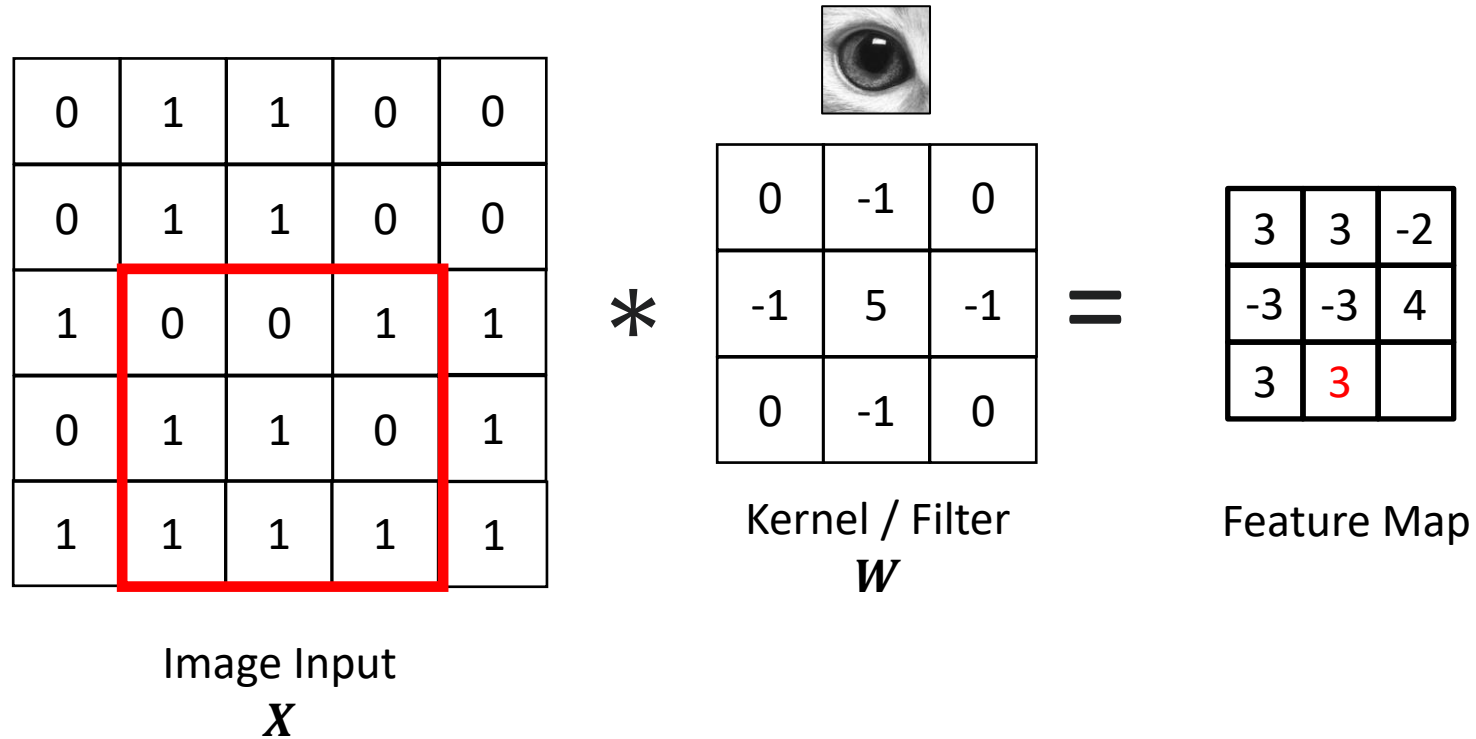 0 1 1 0 0
0 1 1 0 0
1 0 0 1 1
0 1 1 0 1
1 1 1 1 1
Image Input
X
*
0 -1 0
-1 5 -1
0 -1 0
Kernel / Filter
W
=
3 3 -2
-3 -3 4
3 3
Feature Map